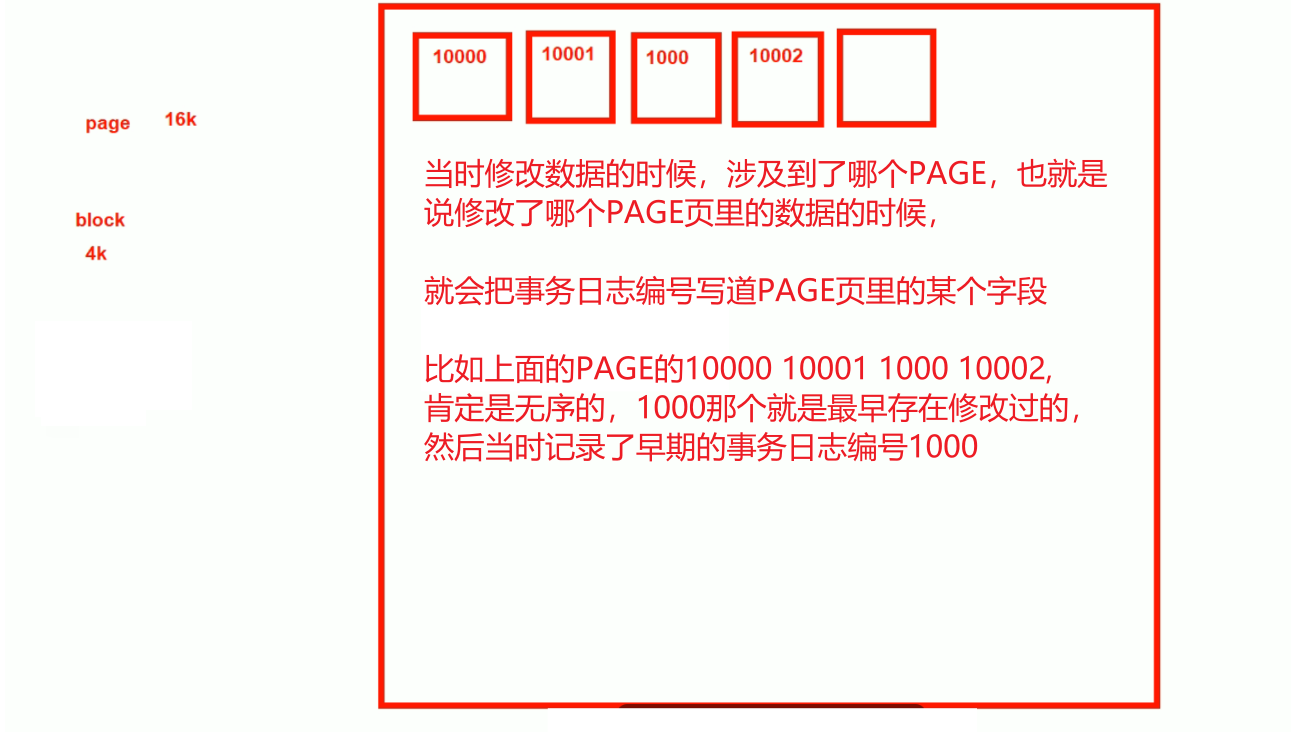 10000
10001
1000
10002
page 16k
block
4k
当时修改数据的时候，涉及到了哪个PAGE，也就是
说修改了哪个PAGE页里的数据的时候，
就会把事务日志编号写道PAGE页里的某个字段
比如上面的PAGE的10000 10001 1000 10002,
肯定是无序的，1000那个就是最早存在修改过的，
然后当时记录了早期的事务日志编号1000